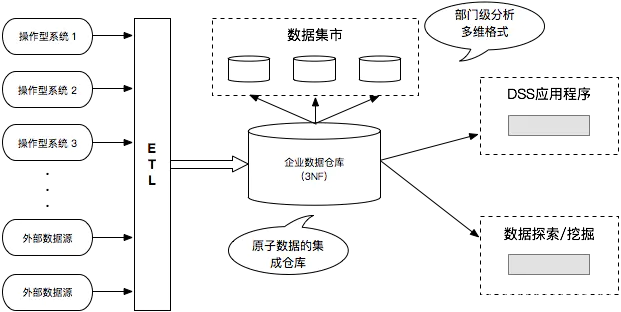 操作型系统 1
操作型系统 2
操作型系统 3
外部数据源
外部数据源
E
T
L
数据集市
部门级分析
多维格式
企业数据仓库
（3NF）
原子数据的集
成仓库
DSS应用程序
数据探索/挖掘